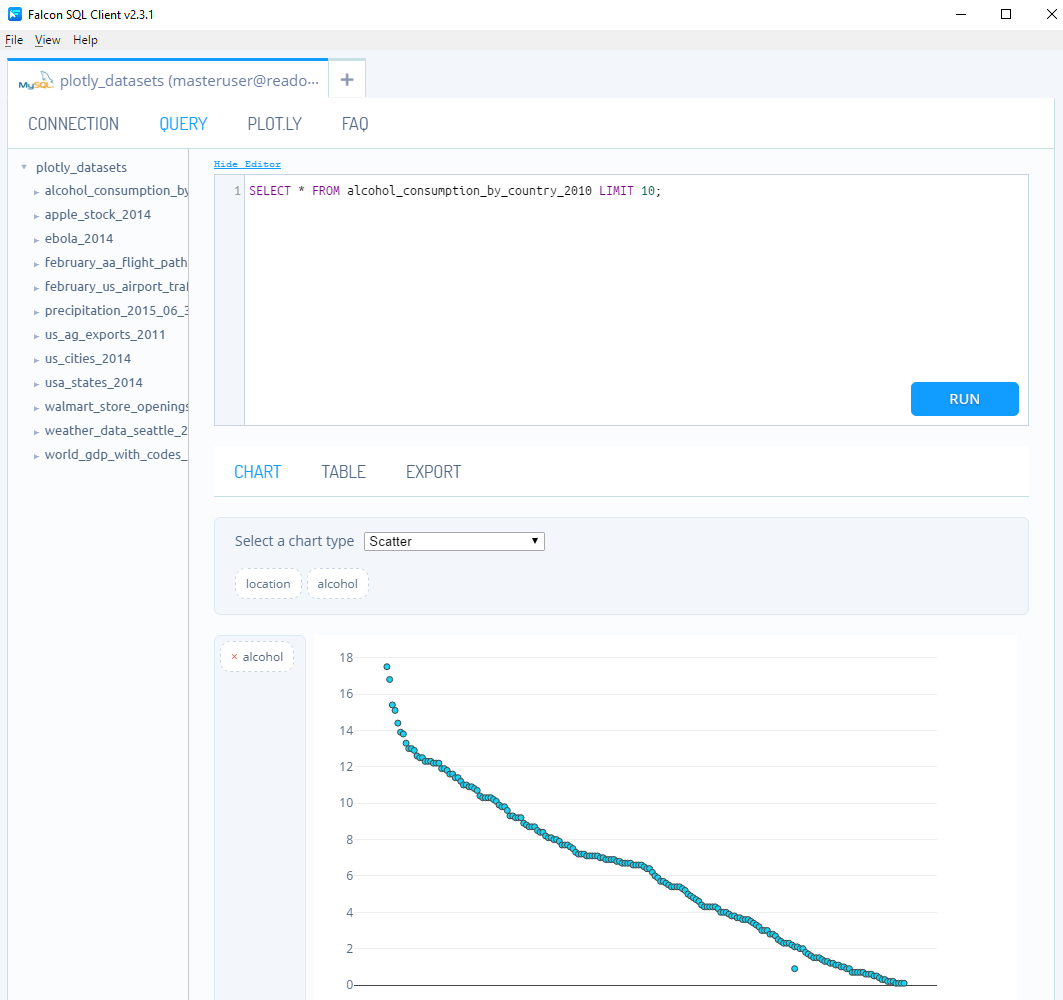 Falcon SQL Client v2.3.1
File View Help
MySQL plotly_datasets (masteruser@reado... +
CONNECTION QUERY PLOT.LY FAQ
plotly_datasets
alcohol_consumption_by
apple_stock_2014
ebola_2014
february_aa_flight_path
february_us_airport_traf
precipitation_2015_06_3
us_ag_exports_2011
us_cities_2014
usa_states_2014
walmart_store_openings
weather_data_seattle_2
world_gdp_with_codes_
Hide Editor
1 SELECT * FROM alcohol_consumption_by_country_2010 LIMIT 10;
RUN
CHART TABLE EXPORT
Select a chart type Scatter
location alcohol
× alcohol
18
16
14
12
10
8
6
4
2
0